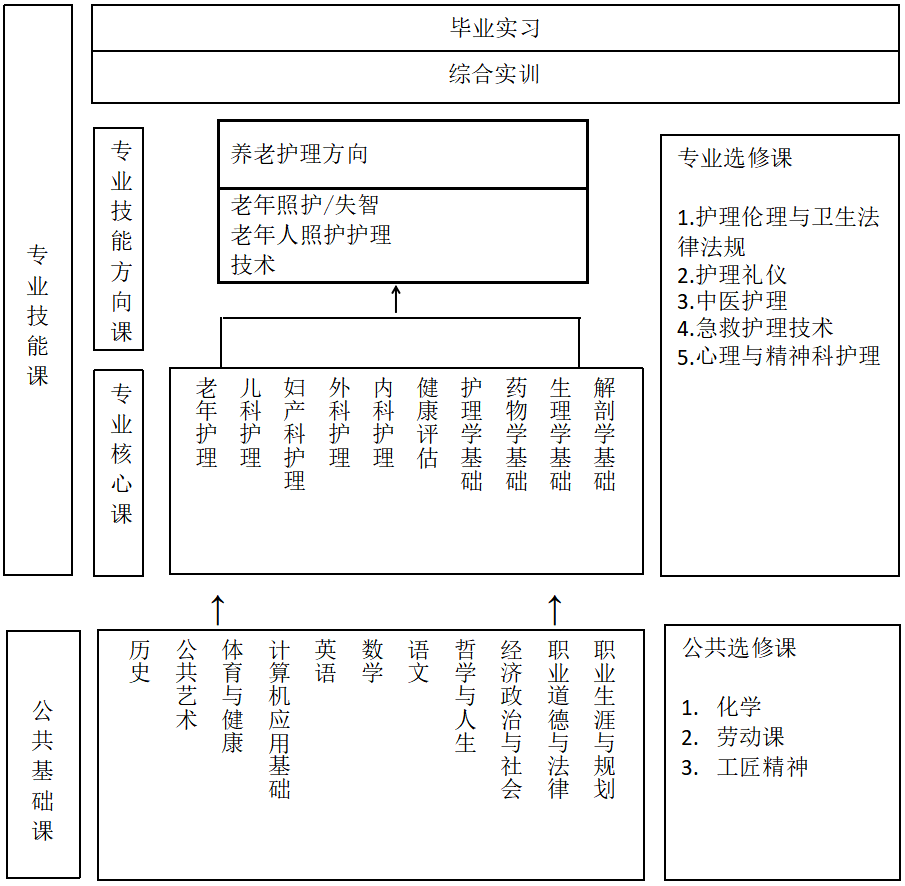 毕业实习
综合实训
专业技能课
专业技能方向课
养老护理方向
老年照护/失智
老年人照护护理
技术
专业选修课
1.护理伦理与卫生法
律法规
2.护理礼仪
3.中医护理
4.急救护理技术
5.心理与精神科护理
专业核心课
老年护理
儿科护理
妇产科护理
外科护理
内科护理
健康评估
护理学基础
药物学基础
生理学基础
解剖学基础
公共基础课
历史
公共艺术
体育与健康
计算机应用基础
英语
数学
语文
哲学与人生
经济政治与社会
职业道德与法律
职业生涯与规划
公共选修课
1. 化学
2. 劳动课
3. 工匠精神